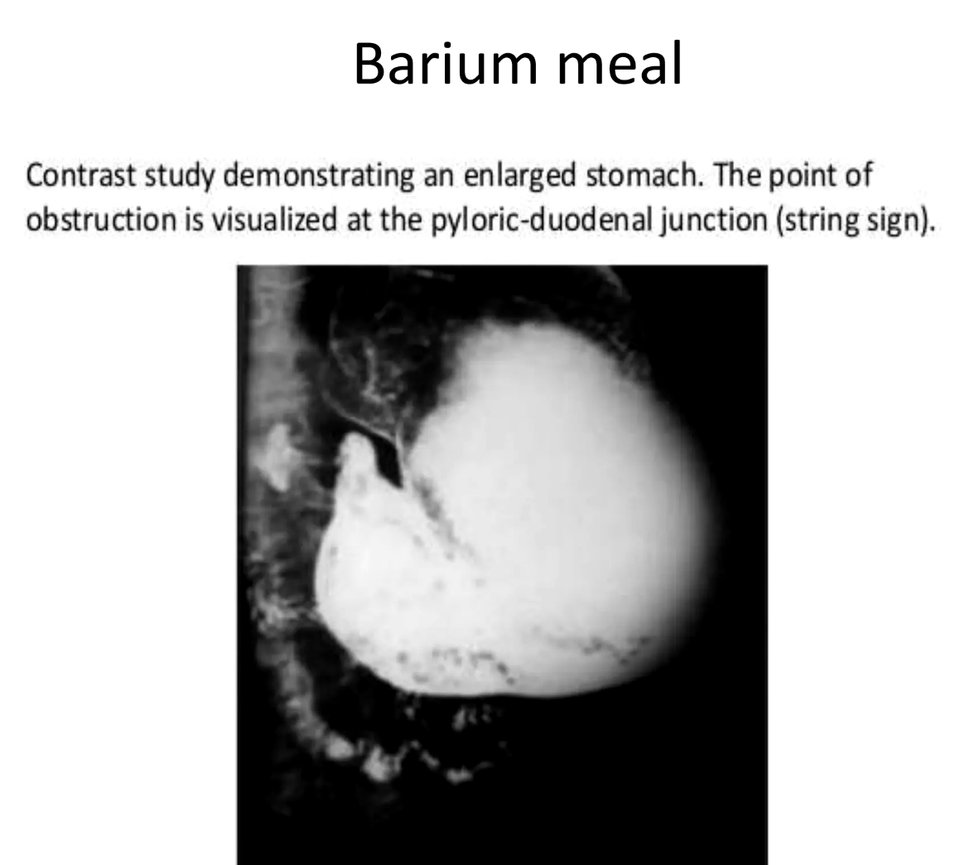 Barium meal
Contrast study demonstrating an enlarged stomach. The point of
obstruction is visualized at the pyloric-duodenal junction (string sign).